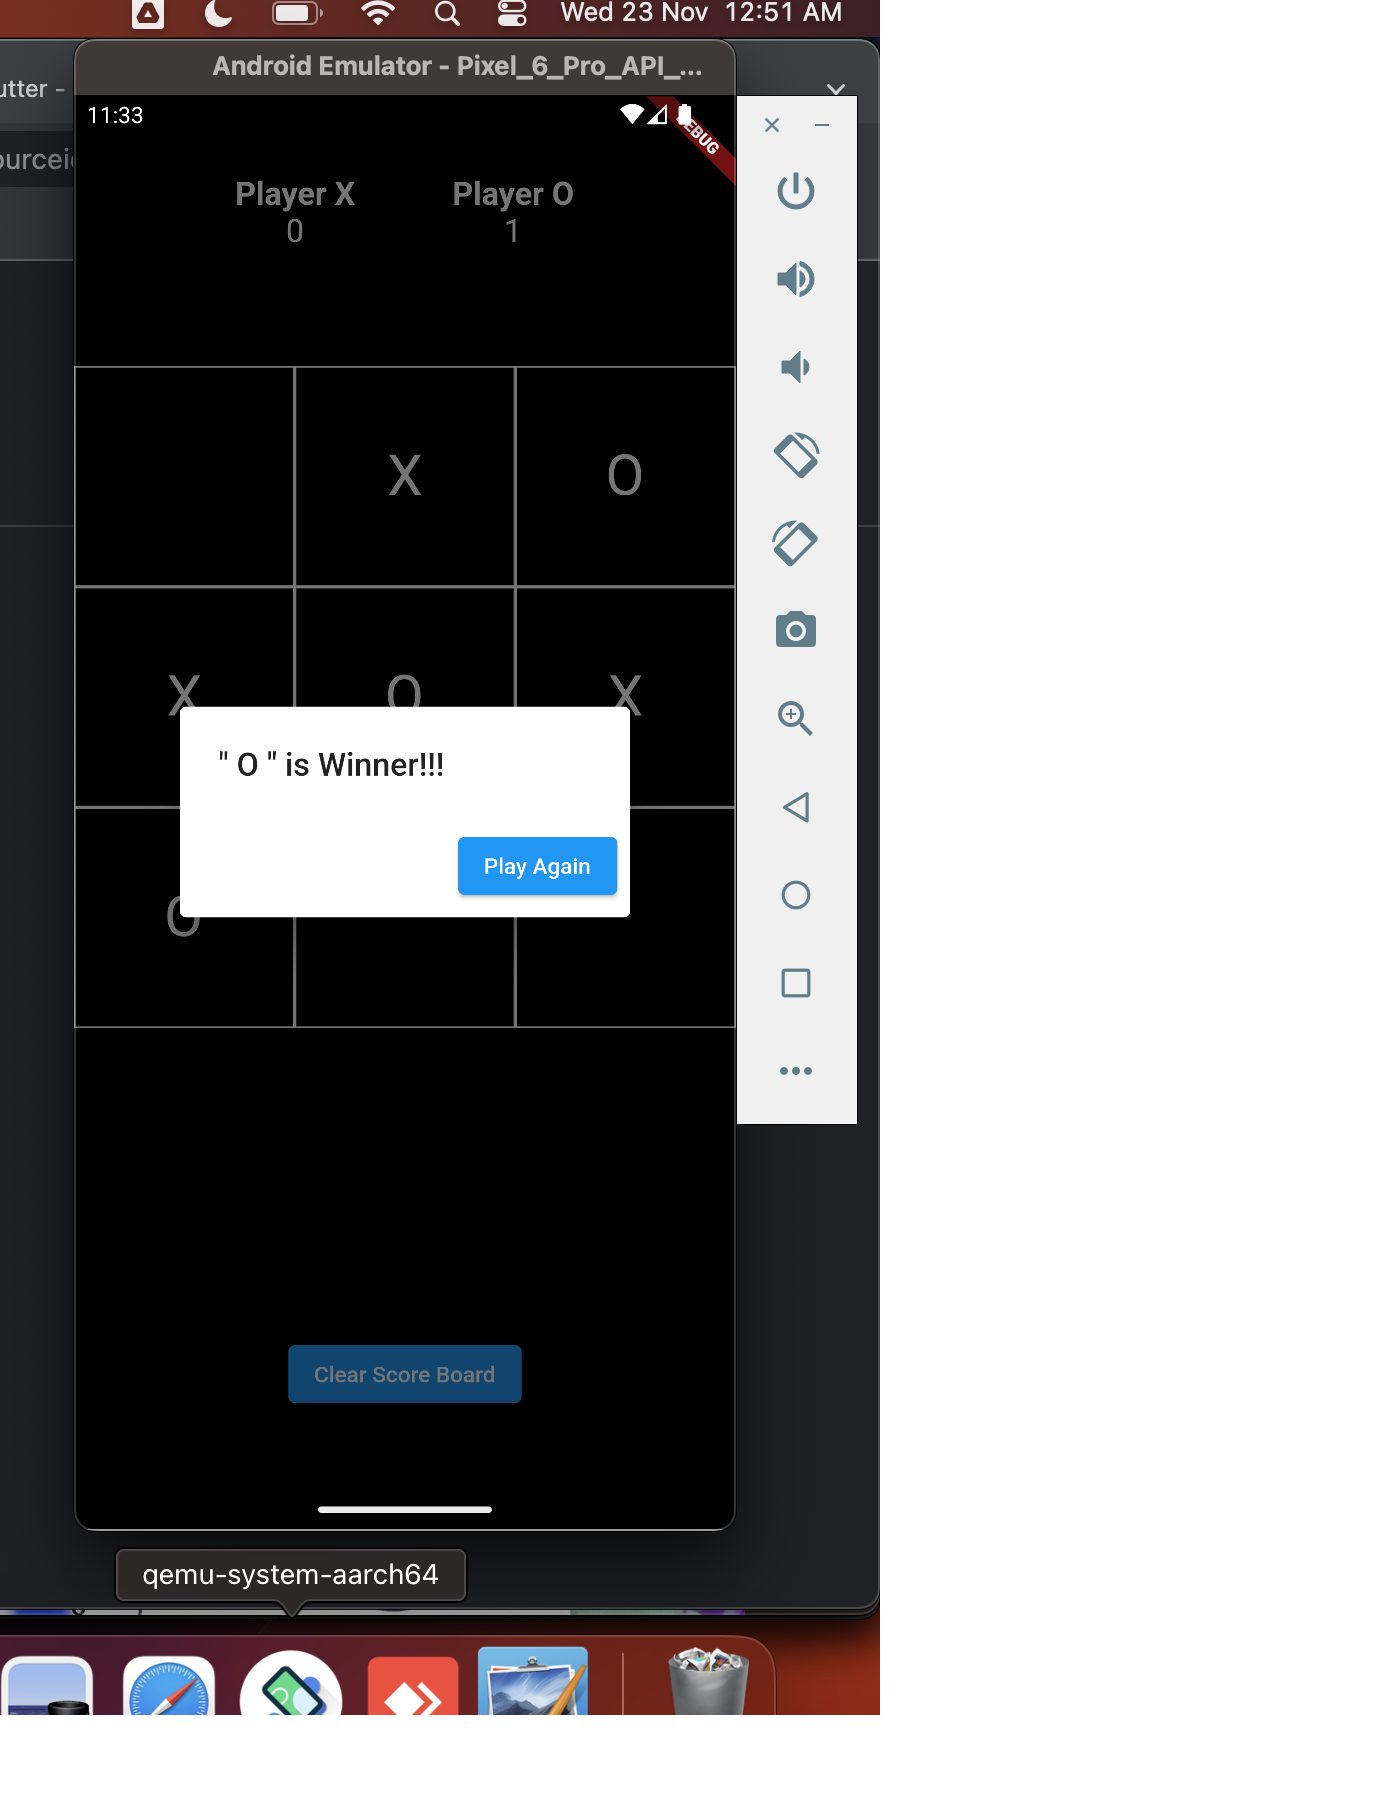 Wed 23 Nov 12:51 AM
Android Emulator - Pixel_6_Pro_API_...
utter -
11:33
EBUG
ourcei
Player X Player O
0 1
X O
X O X
" O " is Winner!!!
Play Again
O
Clear Score Board
qemu-system-aarch64